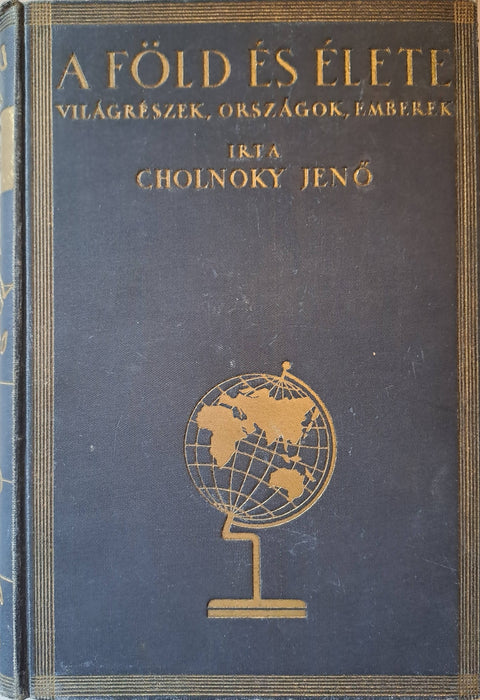 A FÖLD ÉS ÉLETE
VILÁGRÉSZEK, ORSZÁGOK, EMBEREK
IRTA
CHOLNOKY JENŐ